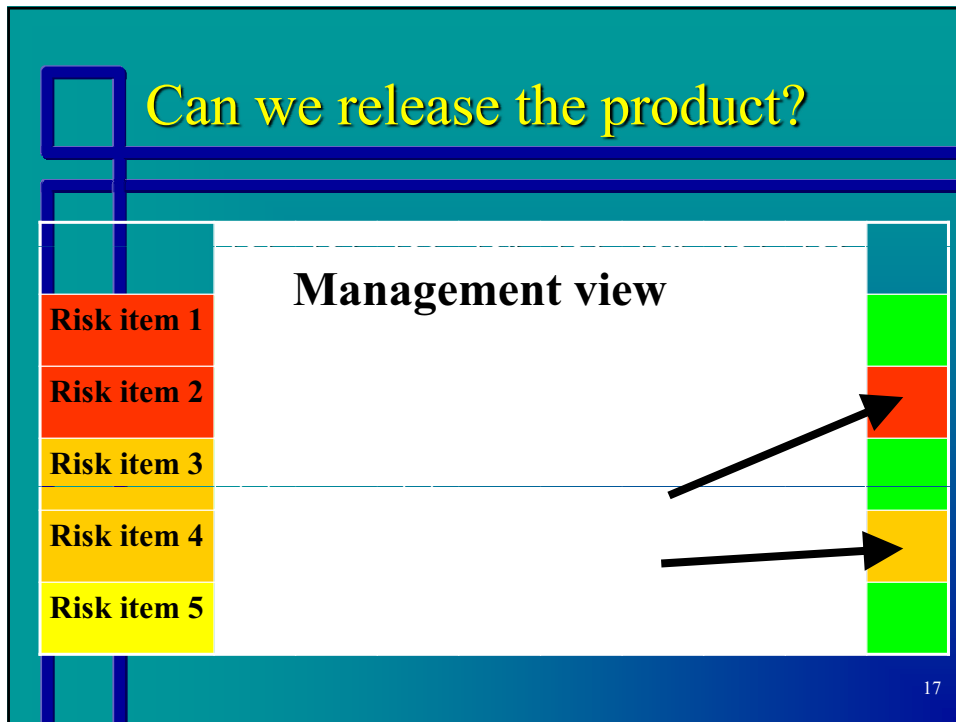 Can we release the product?
Management view
Risk item 1
Risk item 2
Risk item 3
Risk item 4
Risk item 5
17